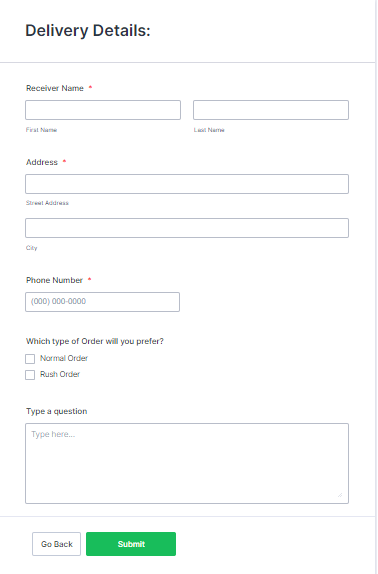 Delivery Details:
Receiver Name *
First Name Last Name
Address *
Street Address
City
Phone Number *
(000) 000-0000
Which type of Order will you prefer?
Normal Order
Rush Order
Type a question
Type here...
Go Back Submit